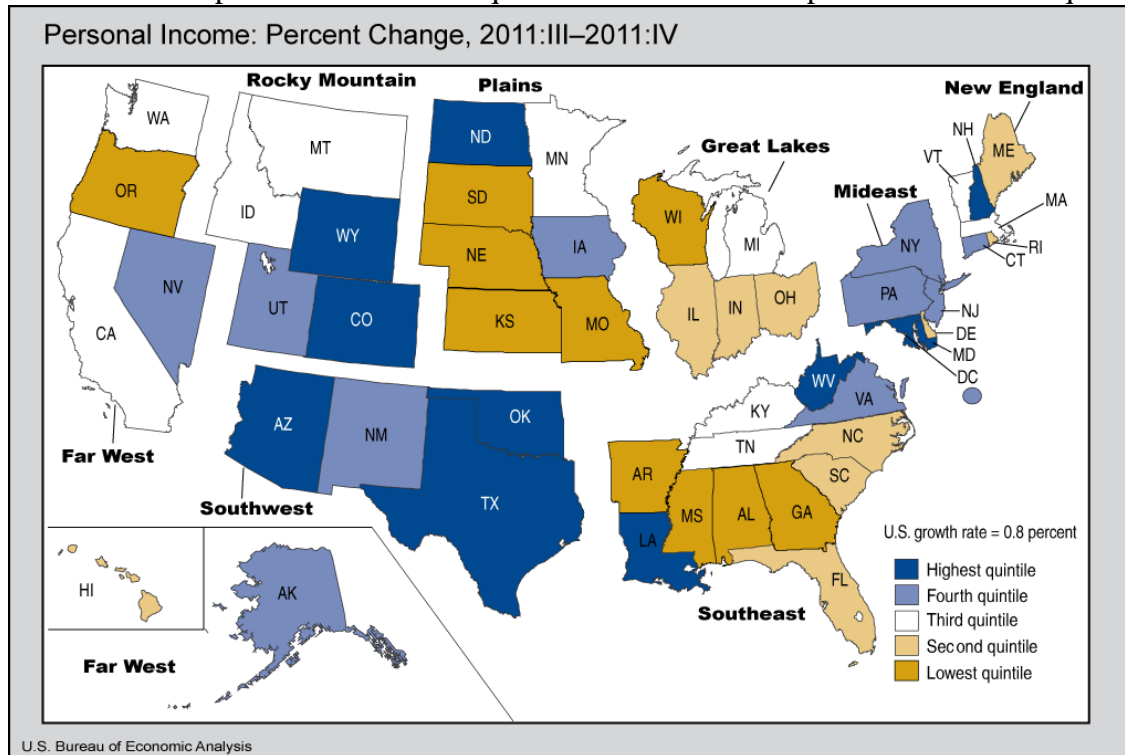 Personal Income: Percent Change, 2011:III–2011:IV
Rocky Mountain
Plains
New England
Great Lakes
Mideast
WA
MT
ND
MN
NH
ME
VT
OR
ID
SD
WI
MA
WY
MI
NY
RI
CT
NE
IA
NV
UT
PA
NJ
CO
IL
IN
OH
DE
CA
KS
MO
MD
DC
WV
VA
KY
AZ
NM
OK
NC
TN
Far West
AR
SC
Southwest
TX
MS
AL
GA
LA
U.S. growth rate = 0.8 percent
HI
AK
FL
Highest quintile
Fourth quintile
Third quintile
Second quintile
Lowest quintile
Southeast
Far West
U.S. Bureau of Economic Analysis